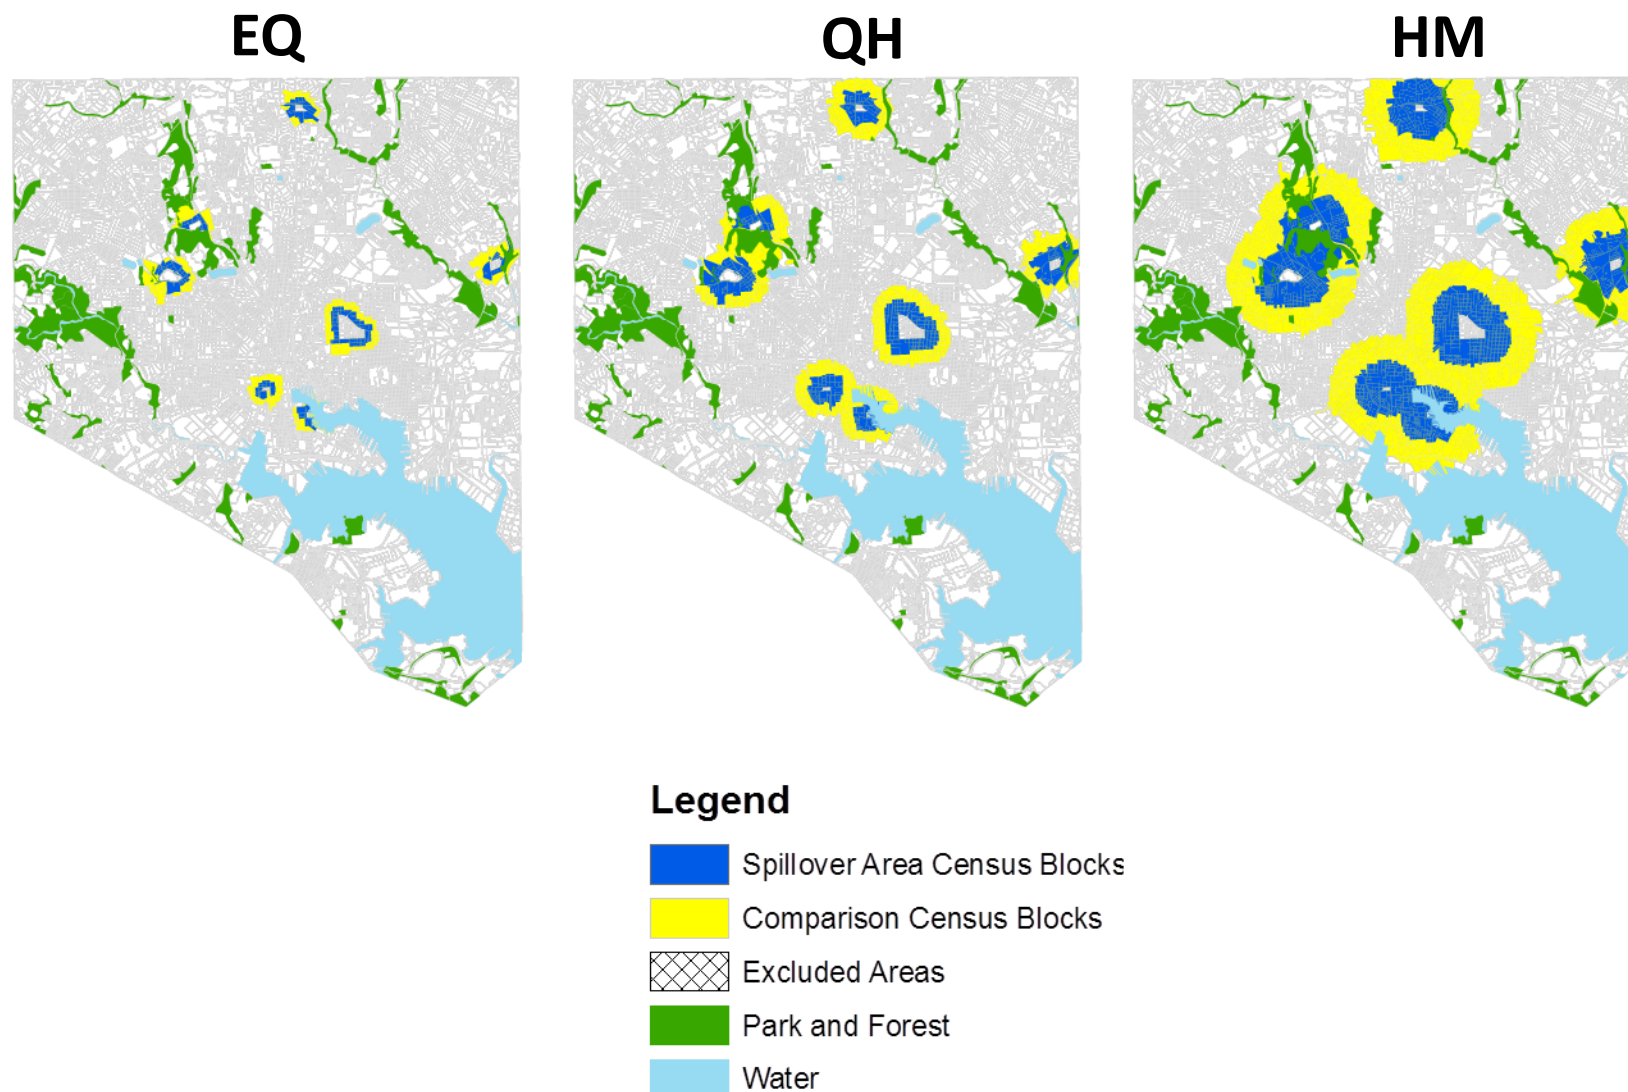 EQ
QH
HM
Legend
Spillover Area Census Blocks
Comparison Census Blocks
Excluded Areas
Park and Forest
Water